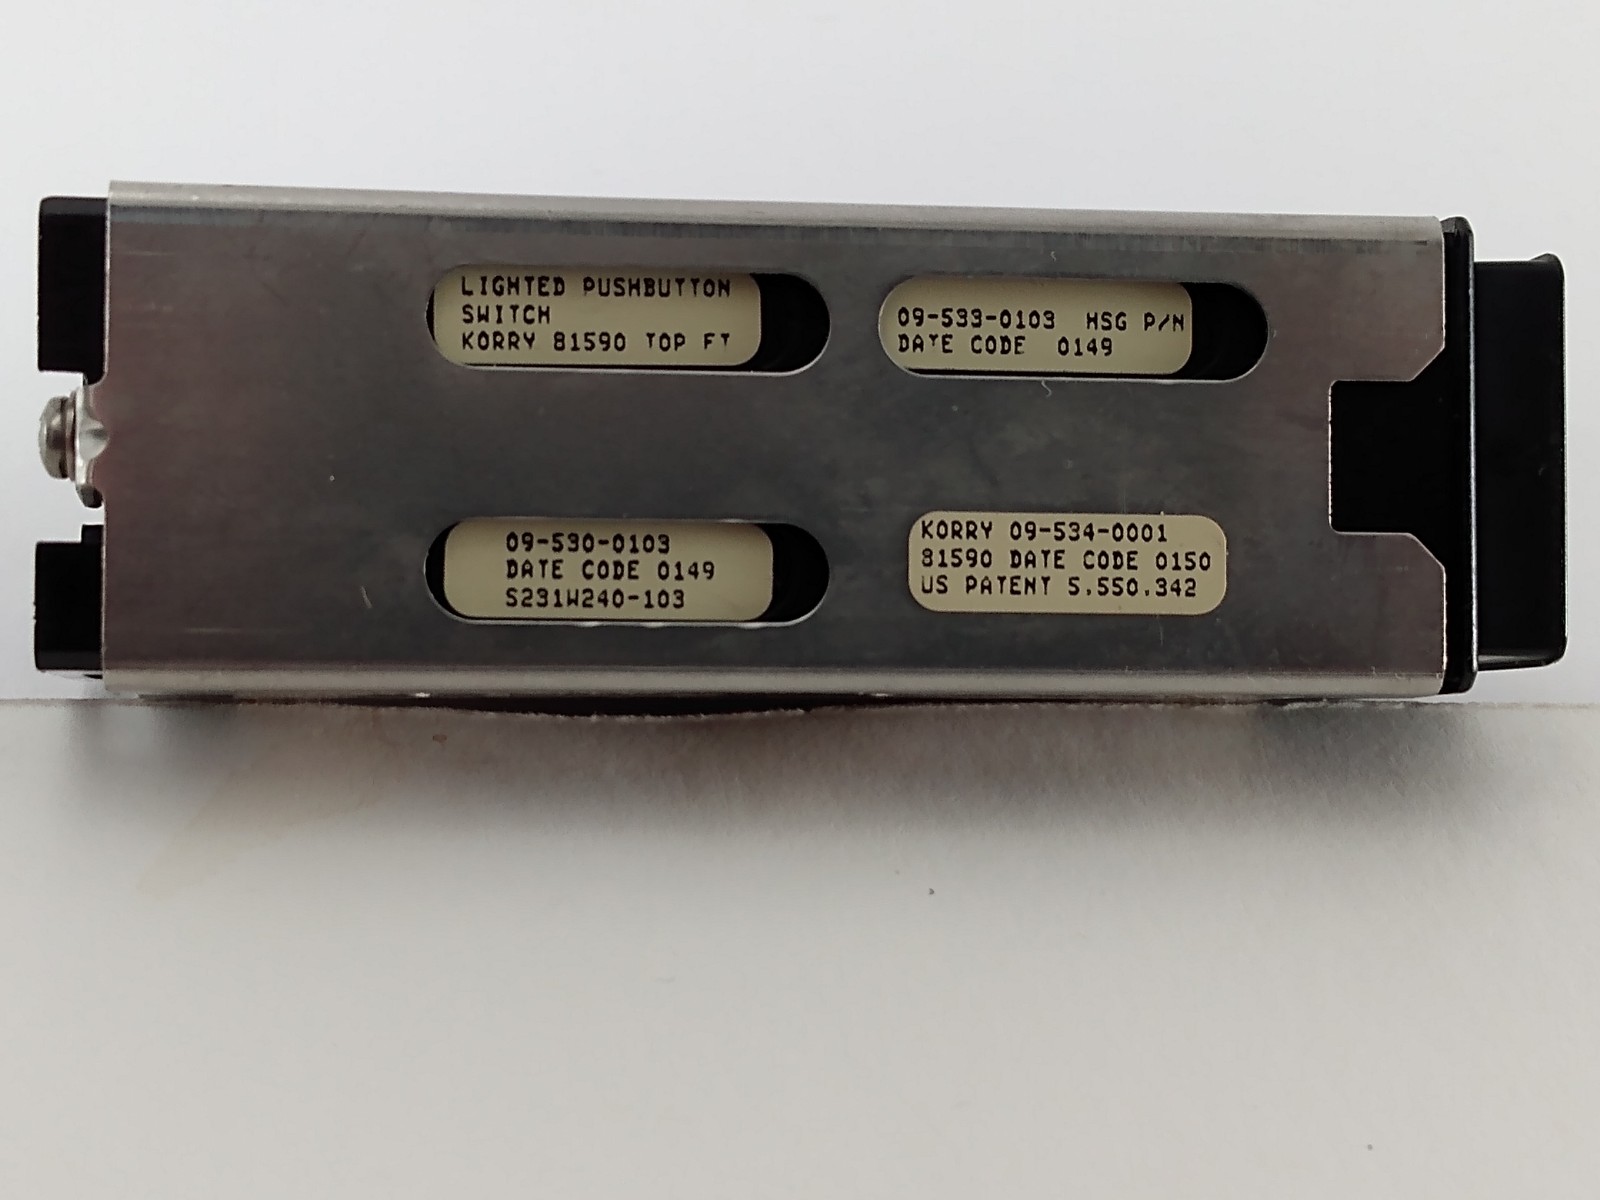 LIGHTED PUSHBUTTON
SWITCH
KORRY 81590 TOP FT
09-533-0103 HSG P/N
DATE CODE 0149
09-530-0103
DATE CODE 0149
S231W240-103
KORRY 09-534-0001
81590 DATE CODE 0150
US PATENT 5,550,342